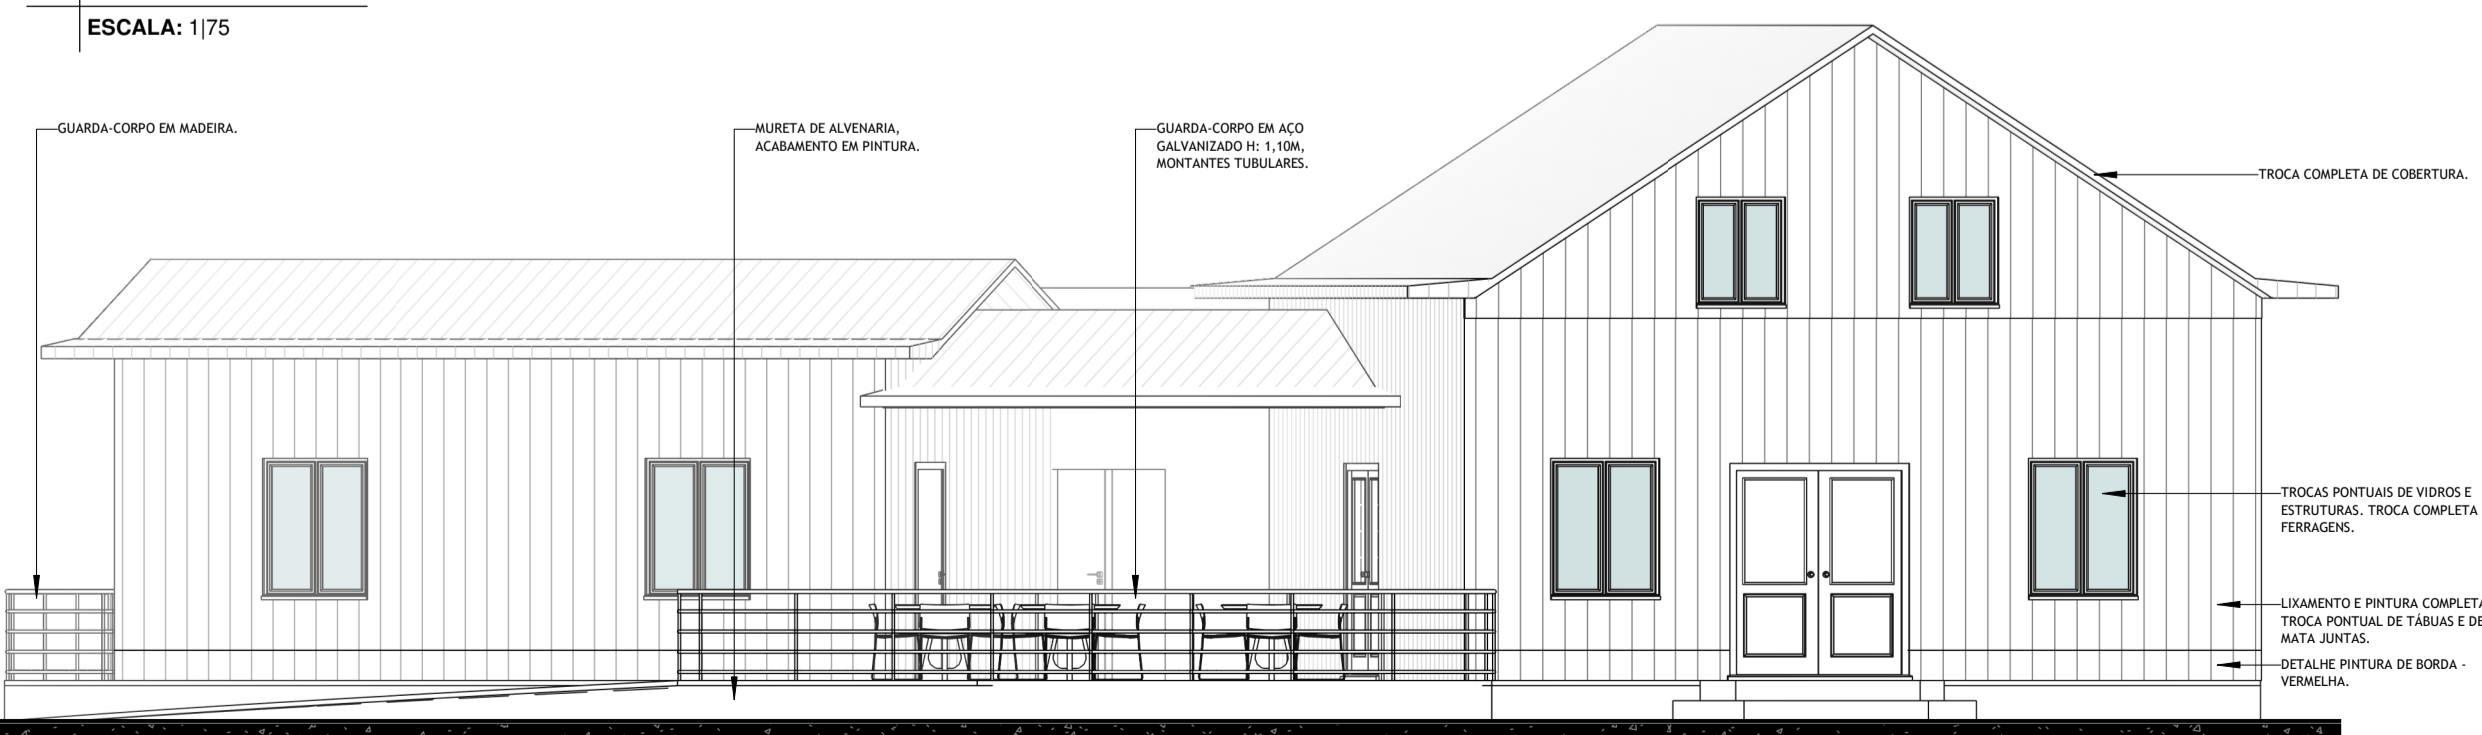 ESCALA: 1|75
GUARDA-CORPO EM MADEIRA.
MURETA DE ALVENARIA,
ACABAMENTO EM PINTURA.
GUARDA-CORPO EM AÇO
GALVANIZADO H: 1,10M,
MONTANTES TUBULARES.
TROCA COMPLETA DE COBERTURA.
TROCAS PONTUAIS DE VIDROS E
ESTRUTURAS. TROCA COMPLETA
FERRAGENS.
LIXAMENTO E PINTURA COMPLETA
TROCA PONTUAL DE TÁBUAS E DE
MATA JUNTAS.
DETALHE PINTURA DE BORDA -
VERMELHA.